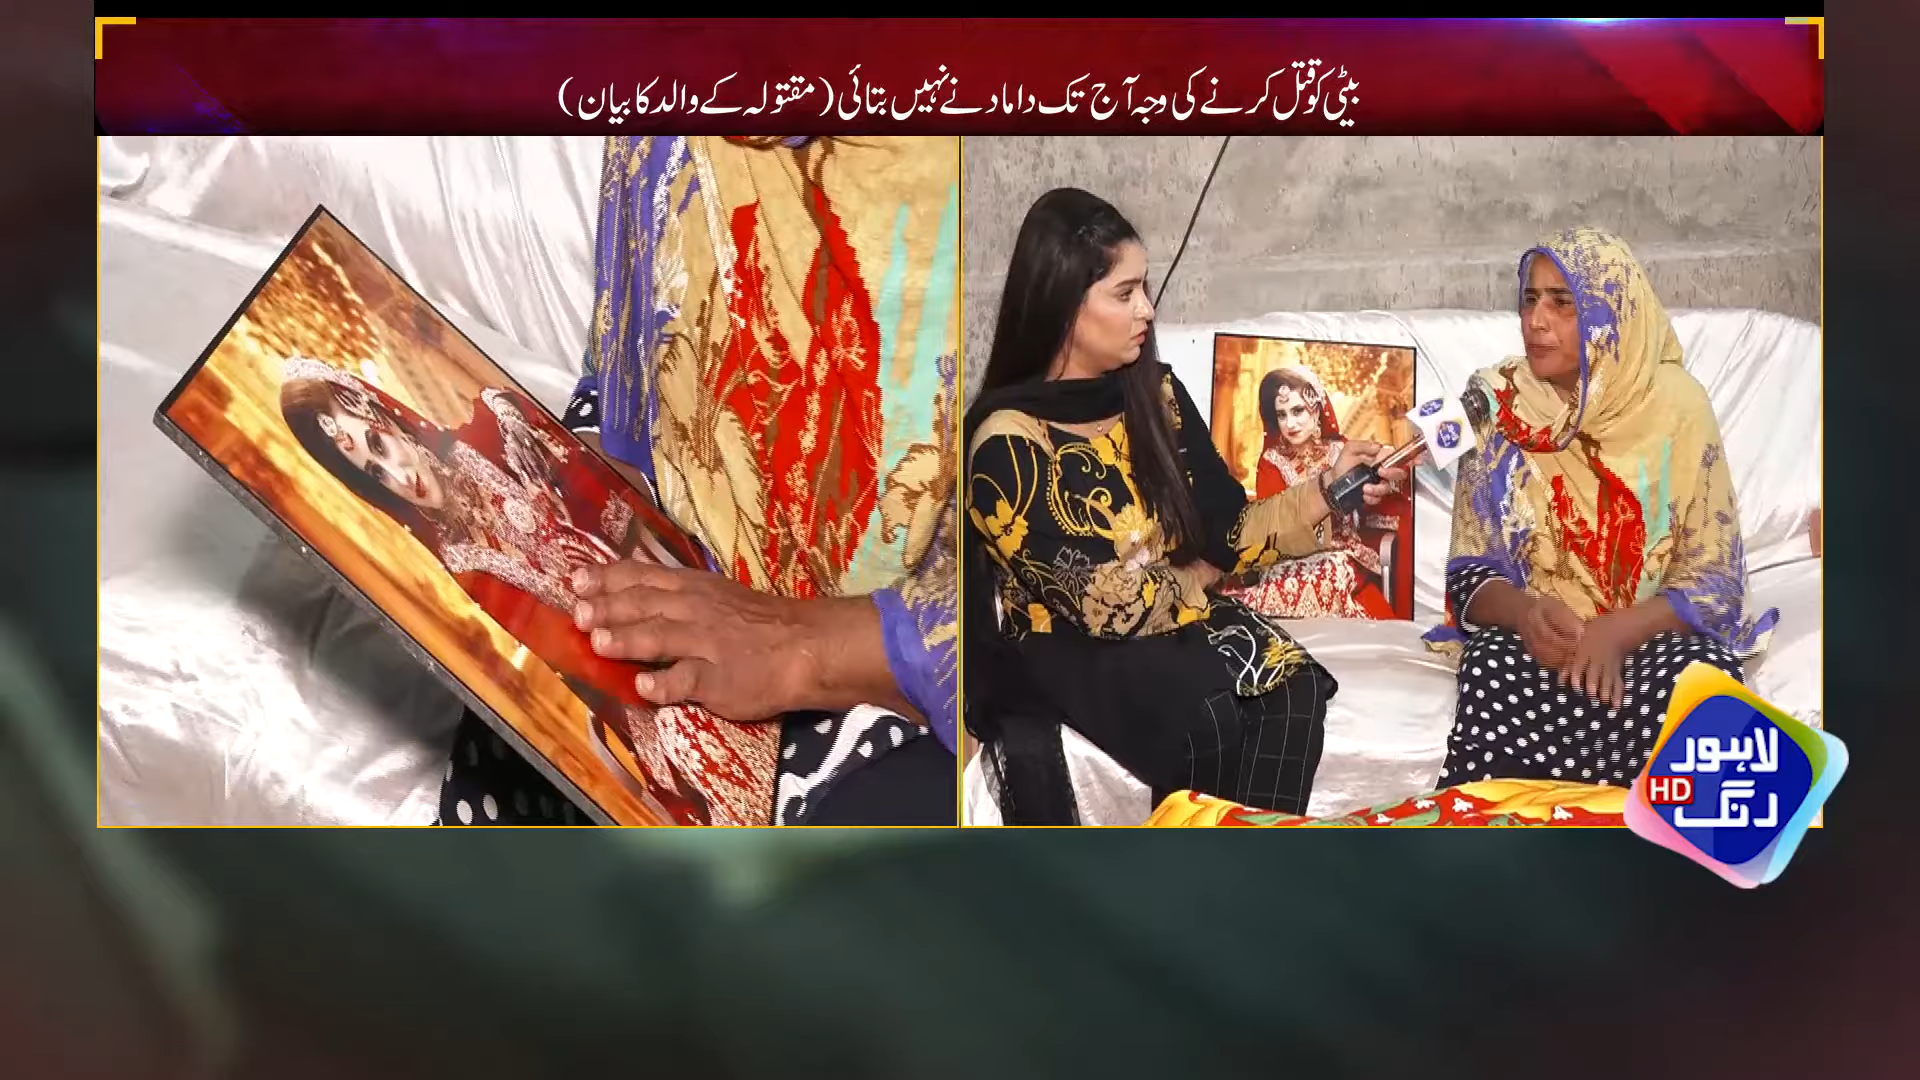 بیٹی کو قتل کرنے کی وجہ آج تک داماد نے نہیں بتائی (مقتولہ کے والد کا بیان)
لاہور
HD
رنگ